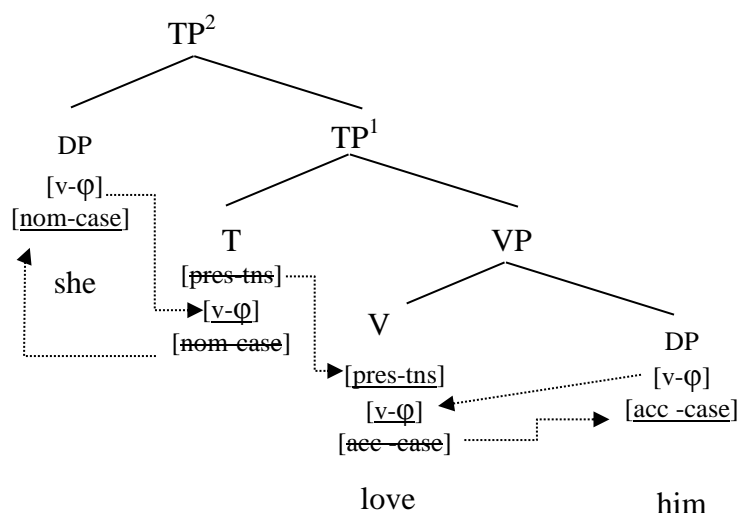 TP²
DP
TP¹
[v-φ]
[nom-case]
T
VP
[pres-tns]
she
[v-φ]
V
DP
[nom-case]
[pres-tns]
[v-φ]
[v-φ]
[acc -case]
[acc -case]
love
him